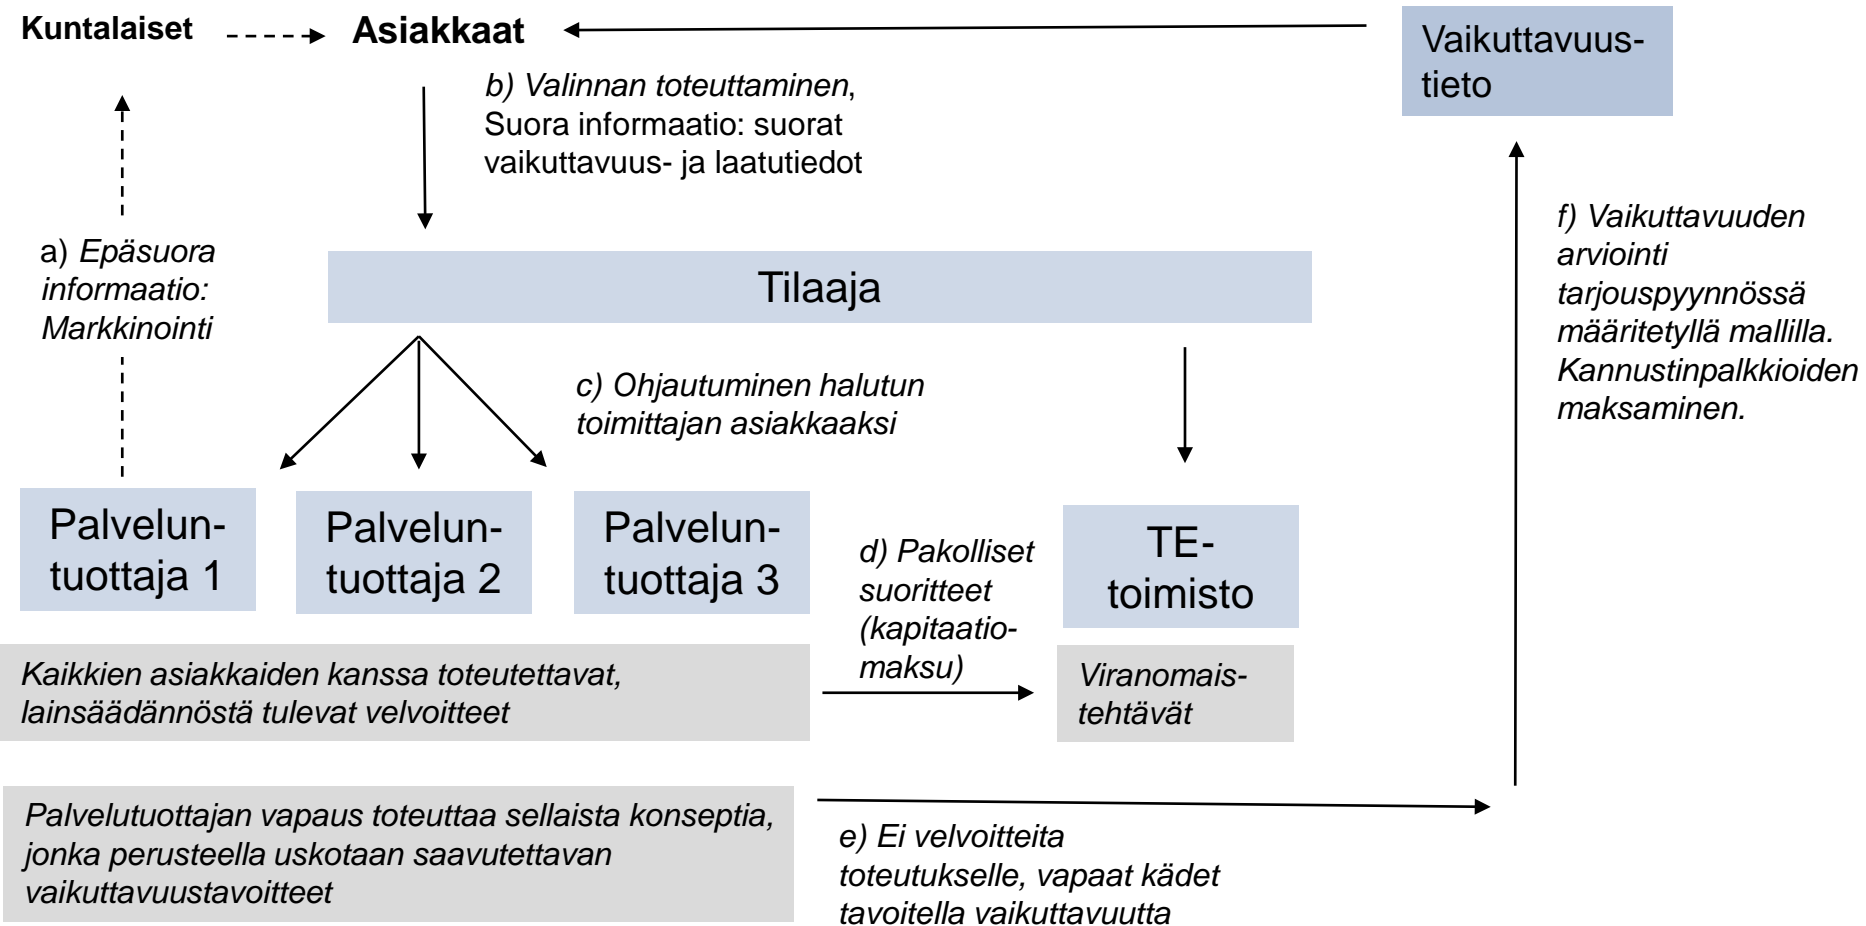 Kuntalaiset
Asiakkaat
Vaikuttavuus-
tieto
b) Valinnan toteuttaminen,
Suora informaatio: suorat
vaikuttavuus- ja laatutiedot
a) Epäsuora
informaatio:
Markkinointi
Tilaaja
f) Vaikuttavuuden
arviointi
tarjouspyynnössä
määritetyllä mallilla.
Kannustinpalkkioiden
maksaminen.
c) Ohjautuminen halutun
toimittajan asiakkaaksi
Palvelun-
tuottaja 1
Palvelun-
tuottaja 2
Palvelun-
tuottaja 3
d) Pakolliset
suoritteet
(kapitaatio-
maksu)
TE-
toimisto
Kaikkien asiakkaiden kanssa toteutettavat,
lainsäädännöstä tulevat velvoitteet
Viranomais-
tehtävät
Palvelutuottajan vapaus toteuttaa sellaista konseptia,
jonka perusteella uskotaan saavutettavan
vaikuttavuustavoitteet
e) Ei velvoitteita
toteutukselle, vapaat kädet
tavoitella vaikuttavuutta